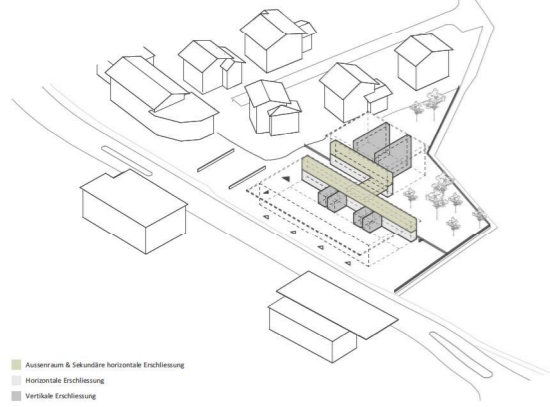 Aussenraum & Sekundäre horizontale Erschliessung
Horizontale Erschliessung
Vertikale Erschliessung